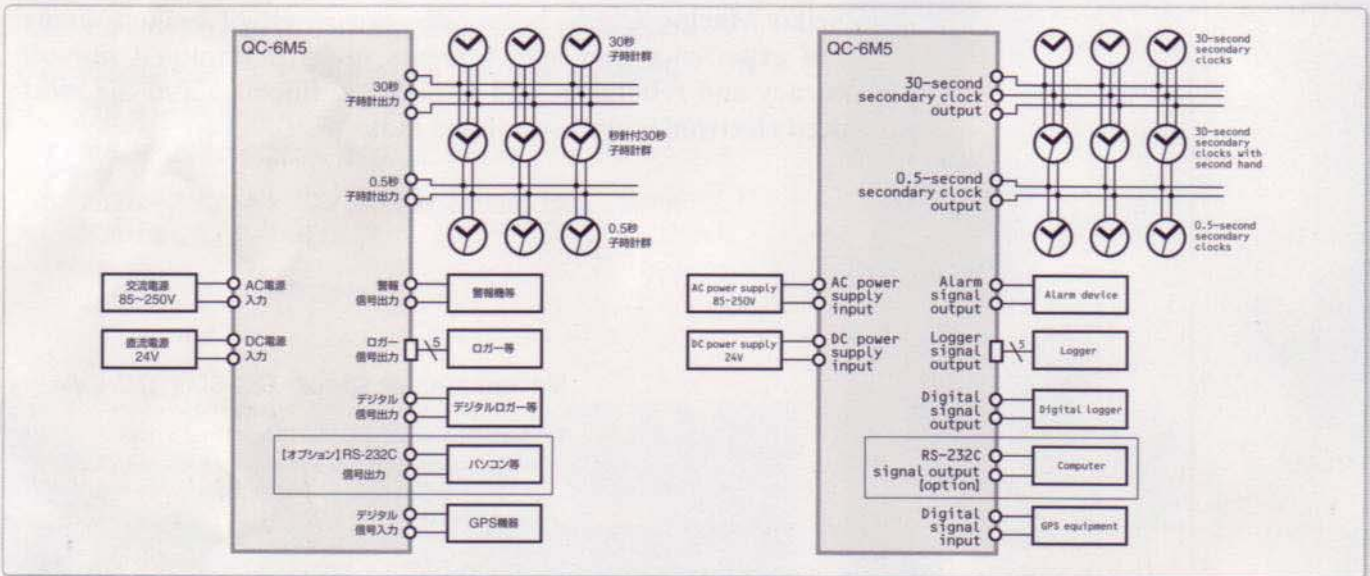 QC-6M5
30秒
子時計群
30秒
子時計出力
秒針付30秒
子時計群
0.5秒
子時計出力
0.5秒
子時計群
交流電源
85～250V
AC電源
入力
警報
信号出力
警報機等
直流電源
24V
DC電源
入力
ロガー
信号出力
5
ロガー等
デジタル
信号出力
デジタルロガー等
【オプション】RS-232C
信号出力
パソコン等
デジタル
信号入力
GPS機器
QC-6M5
30-second
secondary
clocks
30-second
secondary clock
output
30-second
secondary
clocks with
second hand
0.5-second
secondary clock
output
0.5-second
secondary
clocks
AC power supply
85-250V
AC power
supply
input
Alarm
signal
output
Alarm device
DC power supply
24V
DC power
supply
input
Logger
signal
output
5
Logger
Digital
signal
output
Digital logger
RS-232C
signal output
[option]
Computer
Digital
signal
input
GPS equipment